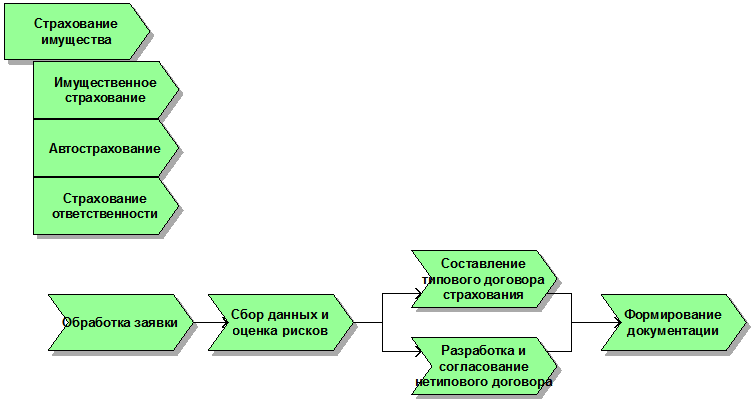 Страхование
имущества
Имущественное
страхование
Автострахование
Страхование
ответственности
Обработка заявки
Сбор данных и
оценка рисков
Составление
типового договора
страхования
Разработка и
согласование
нетипового договора
Формирование
документации